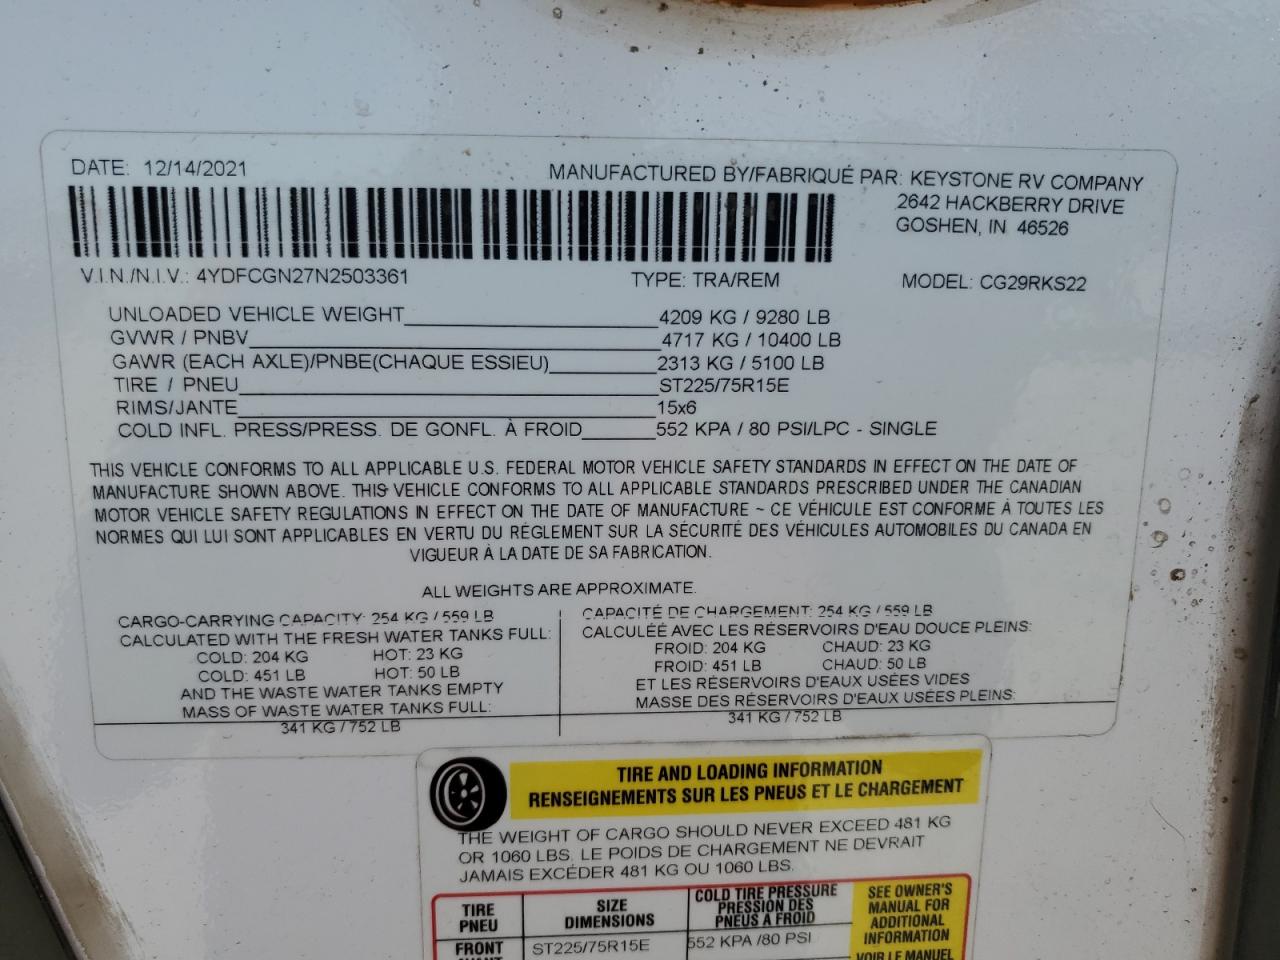 DATE: 12/14/2021
MANUFACTURED BY/FABRIQUÉ PAR: KEYSTONE RV COMPANY
2642 HACKBERRY DRIVE
GOSHEN, IN 46526
V.I.N./N.I.V.: 4YDFCGN27N2503361 TYPE: TRA/REM MODEL: CG29RKS22
UNLOADED VEHICLE WEIGHT 4209 KG / 9280 LB
GVWR / PNBV 4717 KG / 10400 LB
GAWR (EACH AXLE)/PNBE(CHAQUE ESSIEU) 2313 KG / 5100 LB
TIRE / PNEU ST225/75R15E
RIMS/JANTE 15x6
COLD INFL. PRESS/PRESS. DE GONFL. À FROID 552 KPA / 80 PSI/LPC - SINGLE
THIS VEHICLE CONFORMS TO ALL APPLICABLE U.S. FEDERAL MOTOR VEHICLE SAFETY STANDARDS IN EFFECT ON THE DATE OF
MANUFACTURE SHOWN ABOVE. THIS VEHICLE CONFORMS TO ALL APPLICABLE STANDARDS PRESCRIBED UNDER THE CANADIAN
MOTOR VEHICLE SAFETY REGULATIONS IN EFFECT ON THE DATE OF MANUFACTURE ~ CE VÉHICULE EST CONFORME À TOUTES LES
NORMES QUI LUI SONT APPLICABLES EN VERTU DU RÉGLEMENT SUR LA SÉCURITÉ DES VÉHICULES AUTOMOBILES DU CANADA EN
VIGUEUR À LA DATE DE SA FABRICATION.
ALL WEIGHTS ARE APPROXIMATE.
CARGO-CARRYING CAPACITY: 254 KG / 559 LB
CALCULATED WITH THE FRESH WATER TANKS FULL:
COLD: 204 KG HOT: 23 KG
COLD: 451 LB HOT: 50 LB
AND THE WASTE WATER TANKS EMPTY
MASS OF WASTE WATER TANKS FULL:
341 KG / 752 LB
CAPACITÉ DE CHARGEMENT: 254 KG / 559 LB
CALCULÉE AVEC LES RÉSERVOIRS D'EAU DOUCE PLEINS:
FROID: 204 KG CHAUD: 23 KG
FROID: 451 LB CHAUD: 50 LB
ET LES RÉSERVOIRS D'EAUX USÉES VIDES
MASSE DES RÉSERVOIRS D'EAUX USÉES PLEINS:
341 KG / 752 LB
TIRE AND LOADING INFORMATION
RENSEIGNEMENTS SUR LES PNEUS ET LE CHARGEMENT
THE WEIGHT OF CARGO SHOULD NEVER EXCEED 481 KG
OR 1060 LBS. LE POIDS DE CHARGEMENT NE DEVRAIT
JAMAIS EXCÉDER 481 KG OU 1060 LBS.
TIRE
PNEU
SIZE
DIMENSIONS
COLD TIRE PRESSURE
PRESSION DES
PNEUS A FROID
SEE OWNER'S
MANUAL FOR
ADDITIONAL
INFORMATION
VOIR LE MANUEL
FRONT
ST225/75R15E
552 KPA /80 PSI